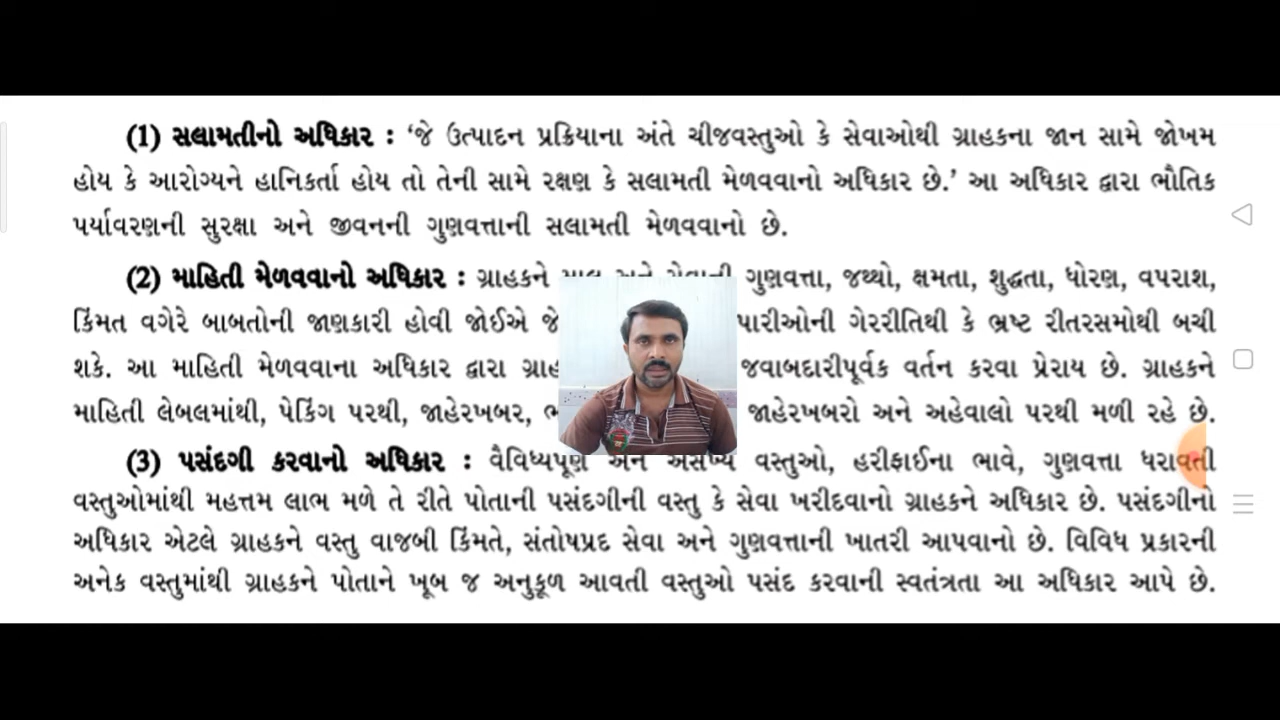 (1) સલામતીનો અધિકાર : ‘જે ઉત્પાદન પ્રક્રિયાના અંતે ચીજવસ્તુઓ કે સેવાઓથી ગ્રાહકના જાન સામે જોખમ
હોય કે આરોગ્યને હાનિકર્તા હોય તો તેની સામે રક્ષણ કે સલામતી મેળવવાનો અધિકાર છે.’ આ અધિકાર દ્વારા ભૌતિક
પર્યાવરણની સુરક્ષા અને જીવનની ગુણવત્તાની સલામતી મેળવવાનો છે.
(2) માહિતી મેળવવાનો અધિકાર : ગ્રાહકને માલ અને સેવાની ગુણવત્તા, જથ્થો, ક્ષમતા, શુદ્ધતા, ધોરણ, વપરાશ,
કિંમત વગેરે બાબતોની જાણકારી હોવી જોઈએ જે પારીઓની ગેરરીતિથી કે ભ્રષ્ટ રીતરસમોથી બચી
શકે. આ માહિતી મેળવવાના અધિકાર દ્વારા ગ્રાહ જવાબદારીપૂર્વક વર્તન કરવા પ્રેરાય છે. ગ્રાહકને
માહિતી લેબલમાંથી, પેકિંગ પરથી, જાહેરખબર, જાહેરખબરો અને અહેવાલો પરથી મળી રહે છે.
(3) પસંદગી કરવાનો અધિકાર : વૈવિધ્યપૂર્ણ અને અસંખ્ય વસ્તુઓ, હરીફાઈના ભાવે, ગુણવત્તા ધરાવતી
વસ્તુઓમાંથી મહત્તમ લાભ મળે તે રીતે પોતાની પસંદગીની વસ્તુ કે સેવા ખરીદવાનો ગ્રાહકને અધિકાર છે. પસંદગીનો
અધિકાર એટલે ગ્રાહકને વસ્તુ વાજબી કિંમતે, સંતોષપ્રદ સેવા અને ગુણવત્તાની ખાતરી આપવાનો છે. વિવિધ પ્રકારની
અનેક વસ્તુમાંથી ગ્રાહકને પોતાને ખૂબ જ અનુકૂળ આવતી વસ્તુઓ પસંદ કરવાની સ્વતંત્રતા આ અધિકાર આપે છે.